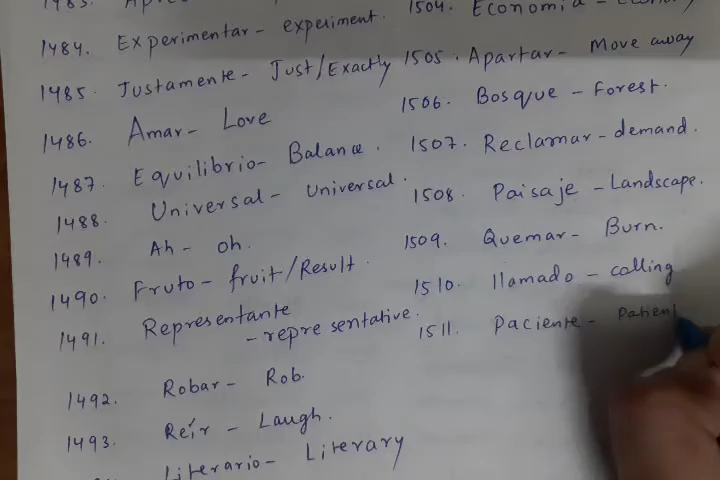 1483.
1484. Experimentar - experiment.
1485. Justamente - Just/Exactly
1486. Amar - Love
1487. Equilibrio - Balance.
1488. Universal - Universal.
1489. Ah - oh.
1490. Fruto - fruit/Result.
1491. Representante
- representative.
1492. Robar - Rob.
1493. Reír - Laugh.
Literario - Literary
1504. Economia -
1505. Apartar - Move away
1506. Bosque - Forest.
1507. Reclamar - demand.
1508. Paisaje - Landscape.
1509. Quemar - Burn.
1510. llamado - calling
1511. Paciente - Patient